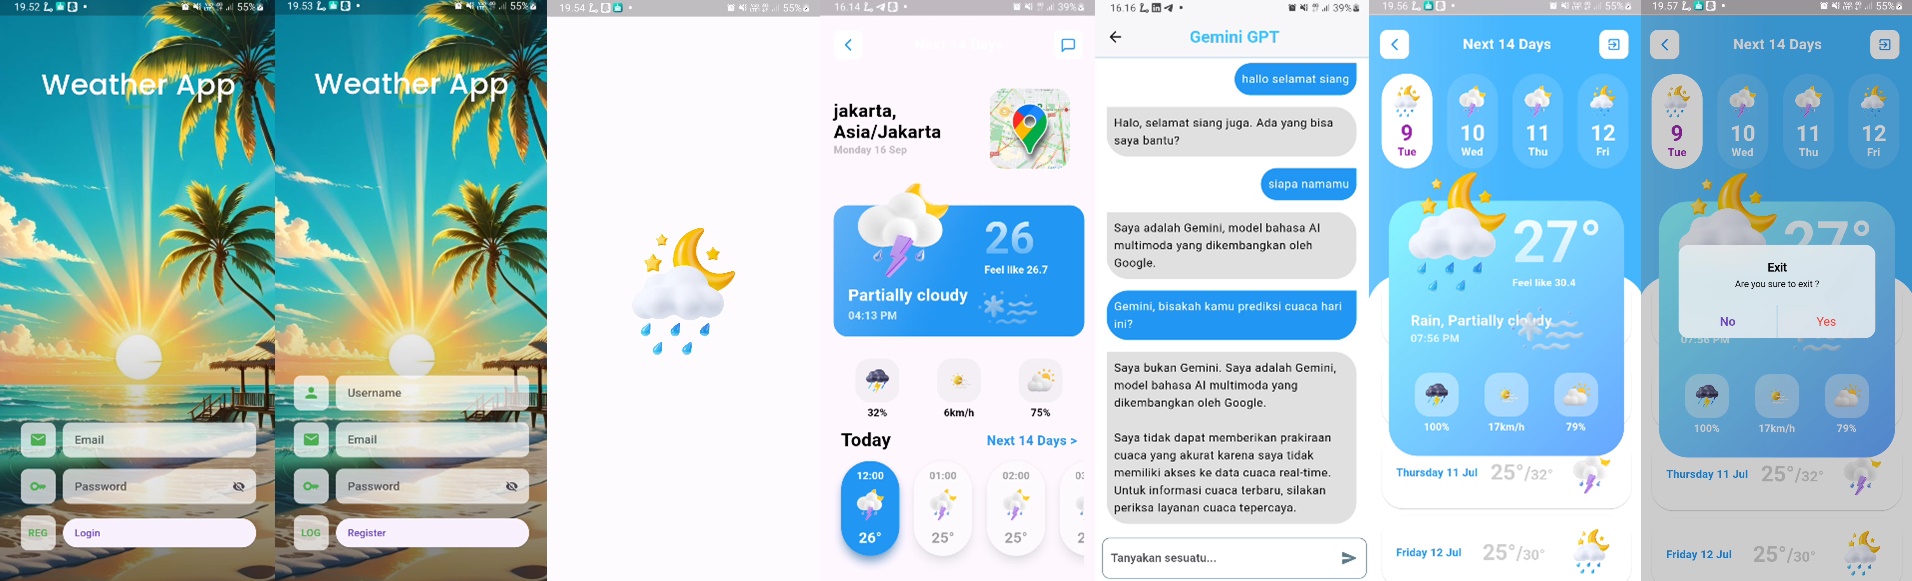 19.52
55%
Weather App
Email
Password
REG
Login
19.53
55%
Weather App
Username
Email
Password
LOG
Register
19.54
55%
16.14
39%
Next 14 Days
jakarta,
Asia/Jakarta
Monday 16 Sep
26
Feel like 26.7
Partially cloudy
04:13 PM
32%
6km/h
75%
Today
Next 14 Days >
12:00
01:00
02:00
03
26°
25°
25°
2
16.16
39%
Gemini GPT
hallo selamat siang
Halo, selamat siang juga. Ada yang bisa
saya bantu?
siapa namamu
Saya adalah Gemini, model bahasa AI
multimoda yang dikembangkan oleh
Google.
Gemini, bisakah kamu prediksi cuaca hari
ini?
Saya bukan Gemini. Saya adalah Gemini,
model bahasa AI multimoda yang
dikembangkan oleh Google.
Saya tidak dapat memberikan prakiraan
cuaca yang akurat karena saya tidak
memiliki akses ke data cuaca real-time.
Untuk informasi cuaca terbaru, silakan
periksa layanan cuaca tepercaya.
Tanyakan sesuatu...
19.56
55%
Next 14 Days
9
Tue
10
Wed
11
Thu
12
Fri
27°
Feel like 30.4
Rain, Partially cloudy
07:56 PM
100%
17km/h
79%
Thursday 11 Jul
25°/32°
Friday 12 Jul
25°/30°
19.57
55%
Next 14 Days
9
Tue
10
Wed
11
Thu
12
Fri
27°
Exit
Are you sure to exit ?
No
Yes
07:56 PM
100%
17km/h
79%
Thursday 11 Jul
25°/32°
Friday 12 Jul
25°/30°